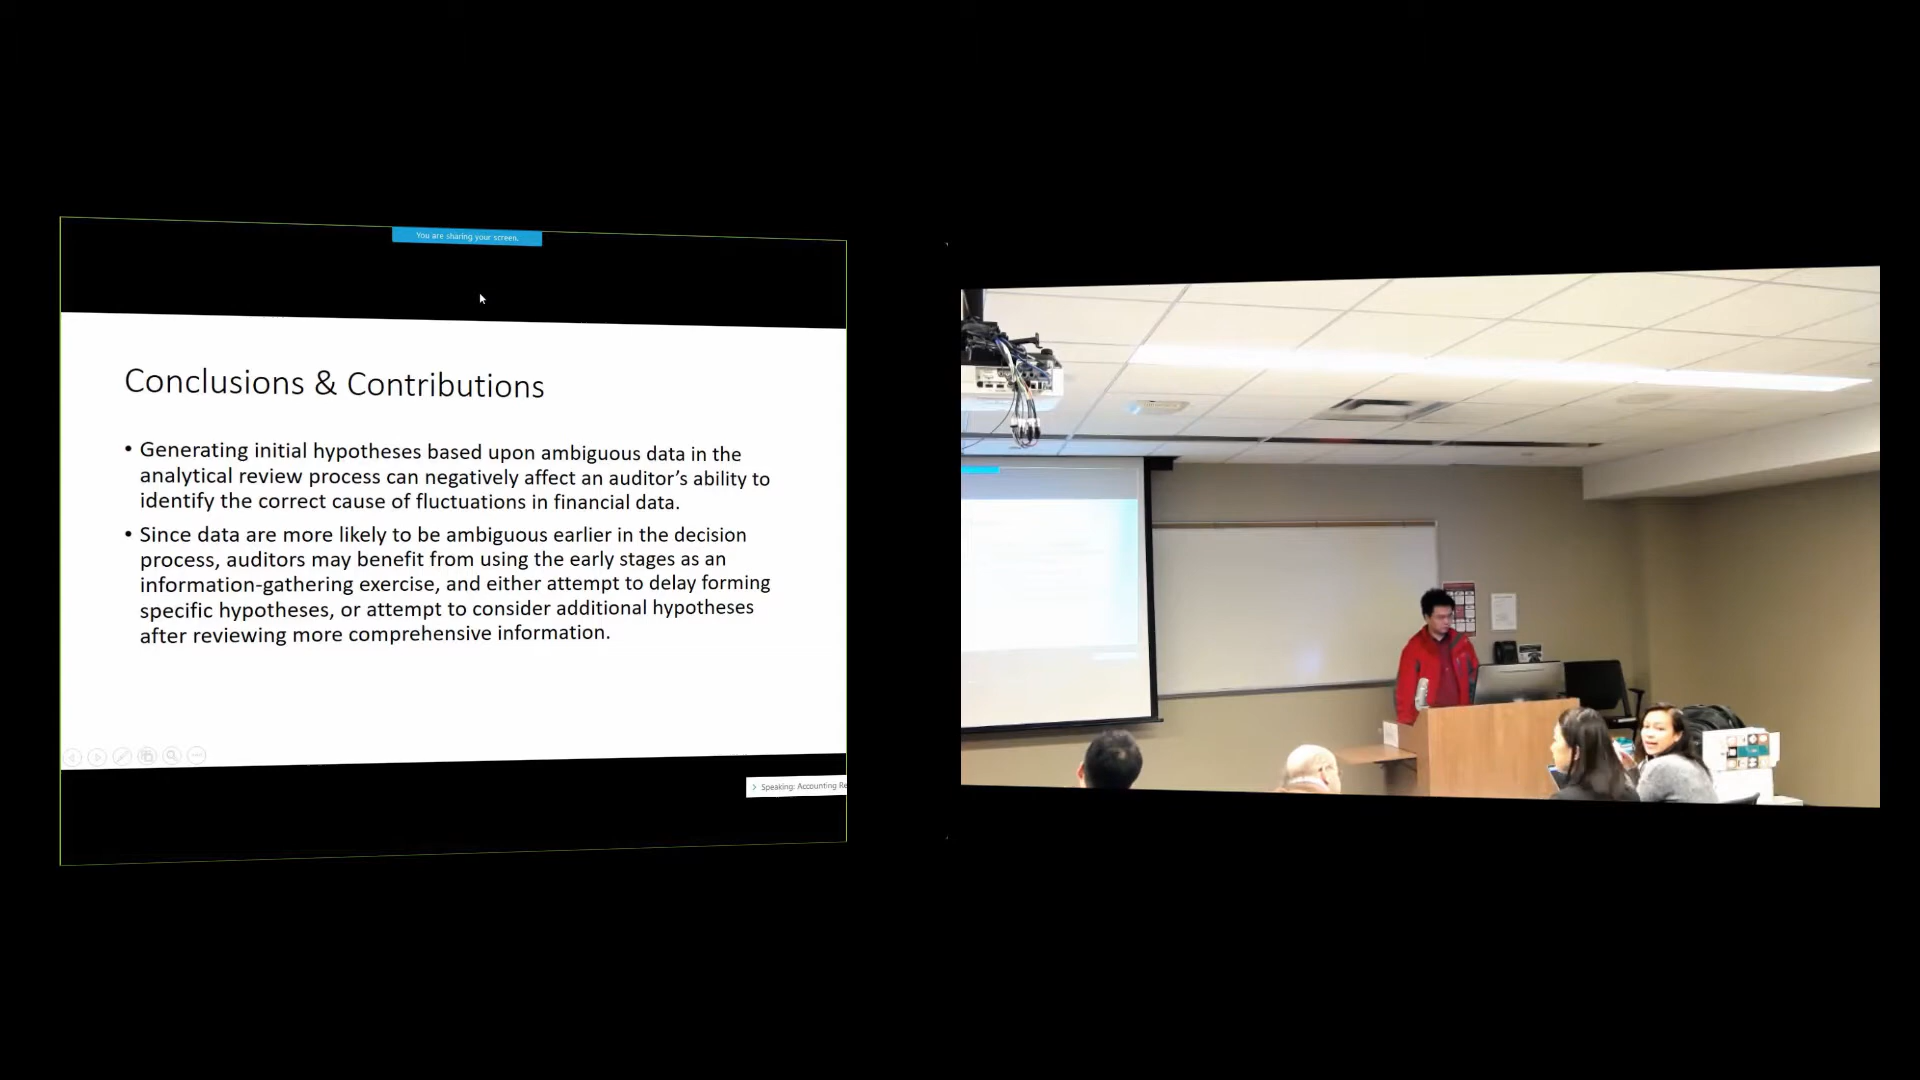 You are sharing your screen.
Conclusions & Contributions
• Generating initial hypotheses based upon ambiguous data in the
analytical review process can negatively affect an auditor’s ability to
identify the correct cause of fluctuations in financial data.
• Since data are more likely to be ambiguous earlier in the decision
process, auditors may benefit from using the early stages as an
information-gathering exercise, and either attempt to delay forming
specific hypotheses, or attempt to consider additional hypotheses
after reviewing more comprehensive information.
Speaking: Accounting Re